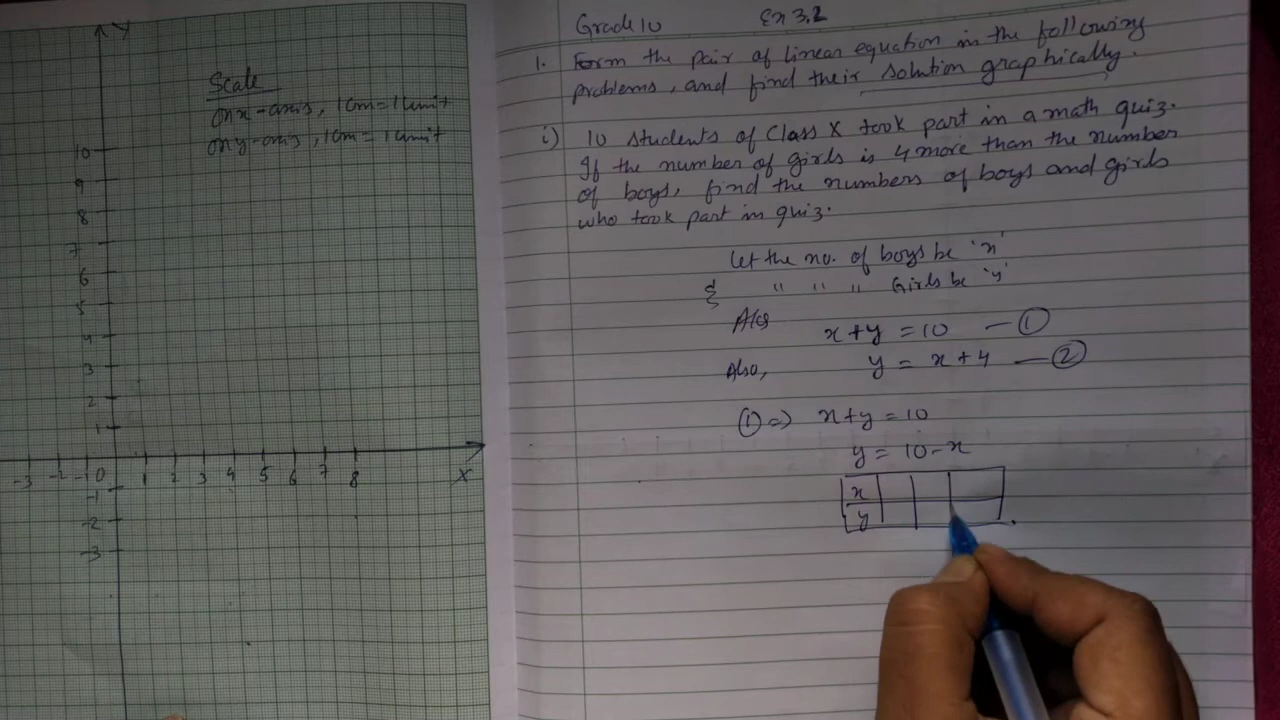 Y
Scale
on x-axis, 1cm = 1 unit
on y-axis, 1cm = 1 unit
10
9
8
7
6
5
4
3
2
1
-3 -2 -1 0 1 2 3 4 5 6 7 8 X
-1
-2
-3
Grade 10 Ex 3.2
1. Form the pair of linear equation in the following
problems, and find their solution graphically.
i) 10 students of Class X took part in a math quiz.
If the number of girls is 4 more than the number
of boys, find the numbers of boys and girls
who took part in quiz.
Let the no. of boys be 'x'
& " " " Girls be 'y'
x + y = 10 — ①
Also, y = x + 4 — ②
① ⇒ x + y = 10
y = 10 - x
x
y